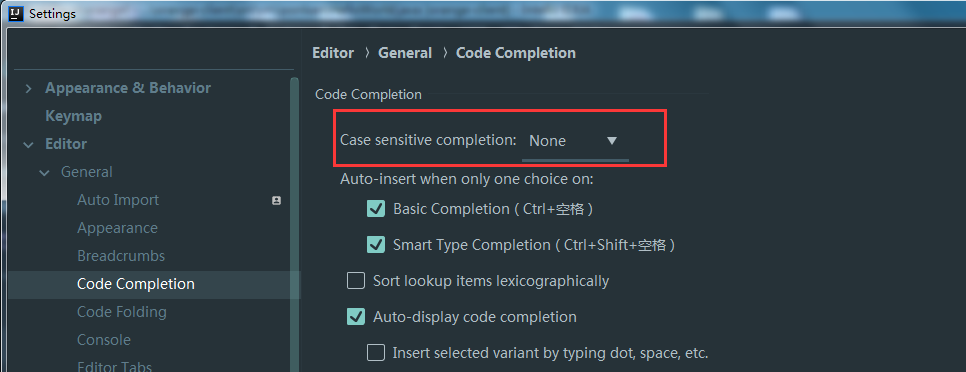 IJ Settings
Editor > General > Code Completion
Appearance & Behavior
Keymap
Editor
General
Auto Import
Appearance
Breadcrumbs
Code Completion
Code Folding
Console
Editor Tabs
Code Completion
Case sensitive completion: None
Auto-insert when only one choice on:
Basic Completion ( Ctrl+空格 )
Smart Type Completion ( Ctrl+Shift+空格 )
Sort lookup items lexicographically
Auto-display code completion
Insert selected variant by typing dot, space, etc.